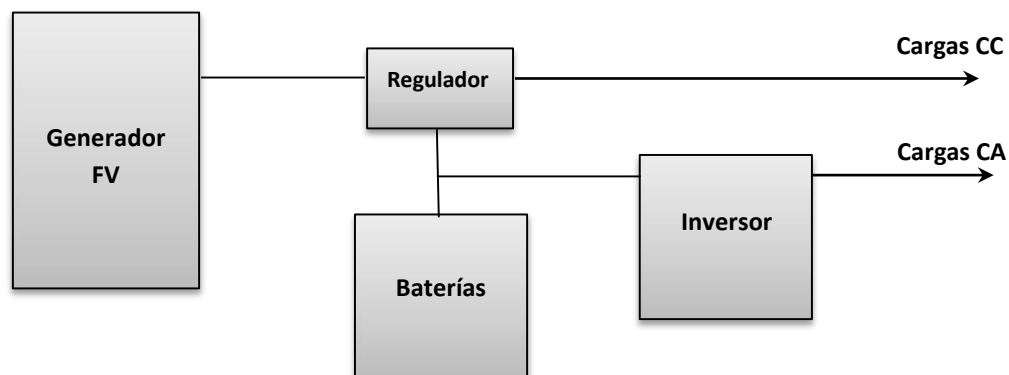 Cargas CC
Regulador
Generador
FV
Cargas CA
Inversor
Baterías